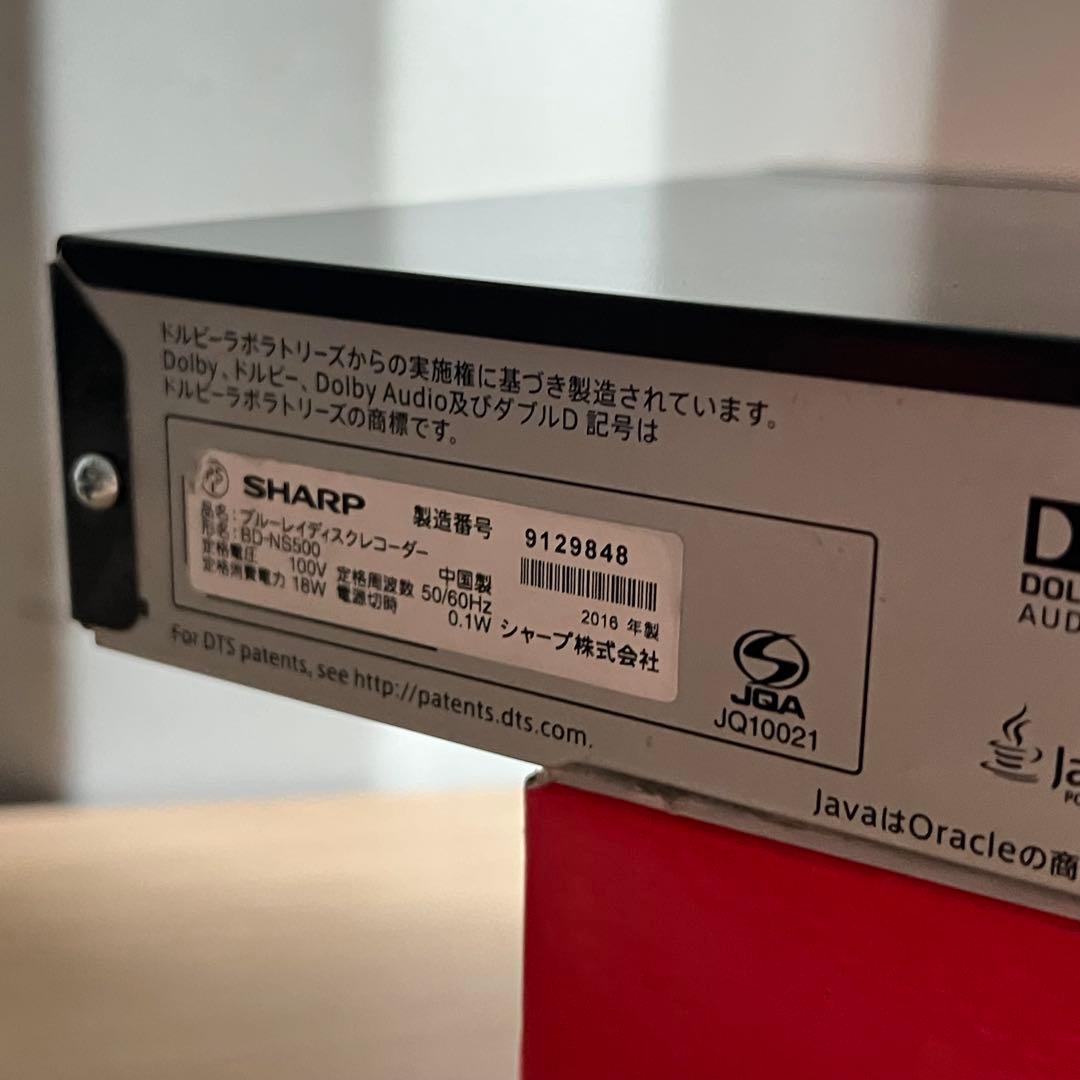 ドルビーラボラトリーズからの実施権に基づき製造されています。
Dolby、ドルビー、Dolby Audio及びダブルD 記号は
ドルビーラボラトリーズの商標です。
PS
SHARP
製造番号 9129848
品名:ブルーレイディスクレコーダー
形名:BD-NS500
中国製
定格電圧 100V 定格周波数 50/60Hz
2016 年製
定格消費電力 18W 電源切時 0.1W シャープ株式会社
JQA
JQ10021
For DTS patents, see http://patents.dts.com.
DOL
AUD
Ja
PO
JavaはOracleの商